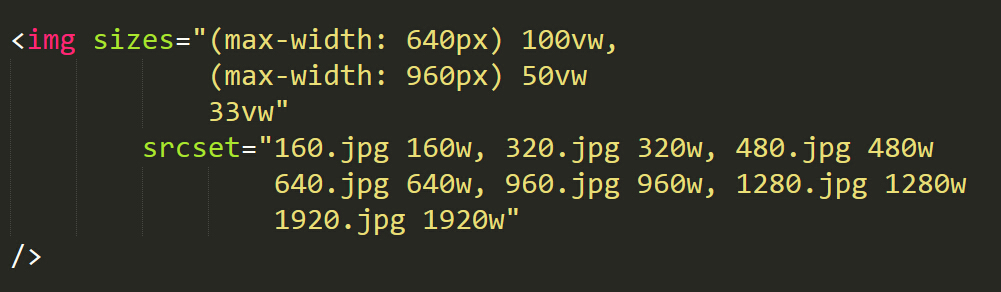 <img sizes="(max-width: 640px) 100vw,
(max-width: 960px) 50vw
33vw"
srcset="160.jpg 160w, 320.jpg 320w, 480.jpg 480w
640.jpg 640w, 960.jpg 960w, 1280.jpg 1280w
1920.jpg 1920w"
/>